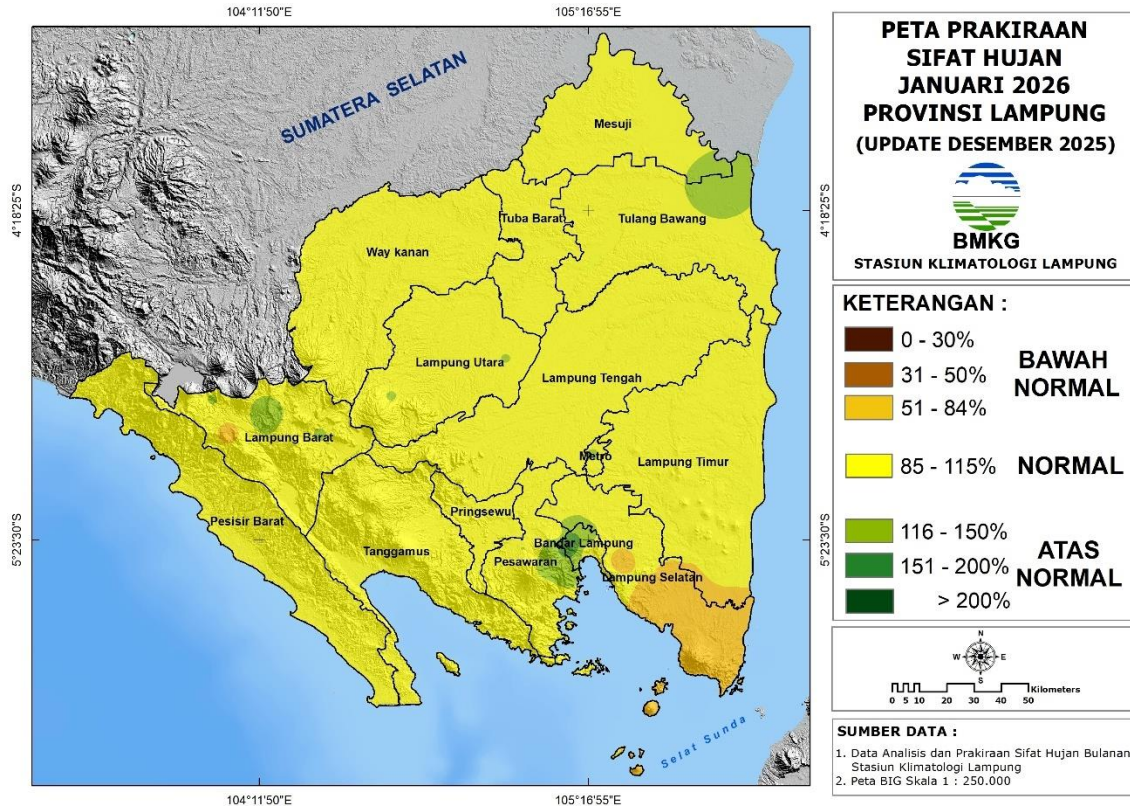 104°11'50"E
105°16'55"E
4°18'25"S
5°23'30"S
4°18'25"S
5°23'30"S
104°11'50"E
105°16'55"E
SUMATERA SELATAN
Mesuji
Tuba Barat
Tulang Bawang
Way kanan
Lampung Utara
Lampung Tengah
Lampung Barat
Metro
Lampung Timur
Pesisir Barat
Pringsewu
Tanggamus
Bandar Lampung
Pesawaran
Lampung Selatan
Selat Sunda
PETA PRAKIRAAN
SIFAT HUJAN
JANUARI 2026
PROVINSI LAMPUNG
(UPDATE DESEMBER 2025)
BMKG
STASIUN KLIMATOLOGI LAMPUNG
KETERANGAN :
0 - 30%
31 - 50%
51 - 84%
BAWAH
NORMAL
85 - 115%
NORMAL
116 - 150%
151 - 200%
> 200%
ATAS
NORMAL
N
W
E
S
0 5 10 20 30 40 50
Kilometers
SUMBER DATA :
1. Data Analisis dan Prakiraan Sifat Hujan Bulanan
Stasiun Klimatologi Lampung
2. Peta BIG Skala 1 : 250.000